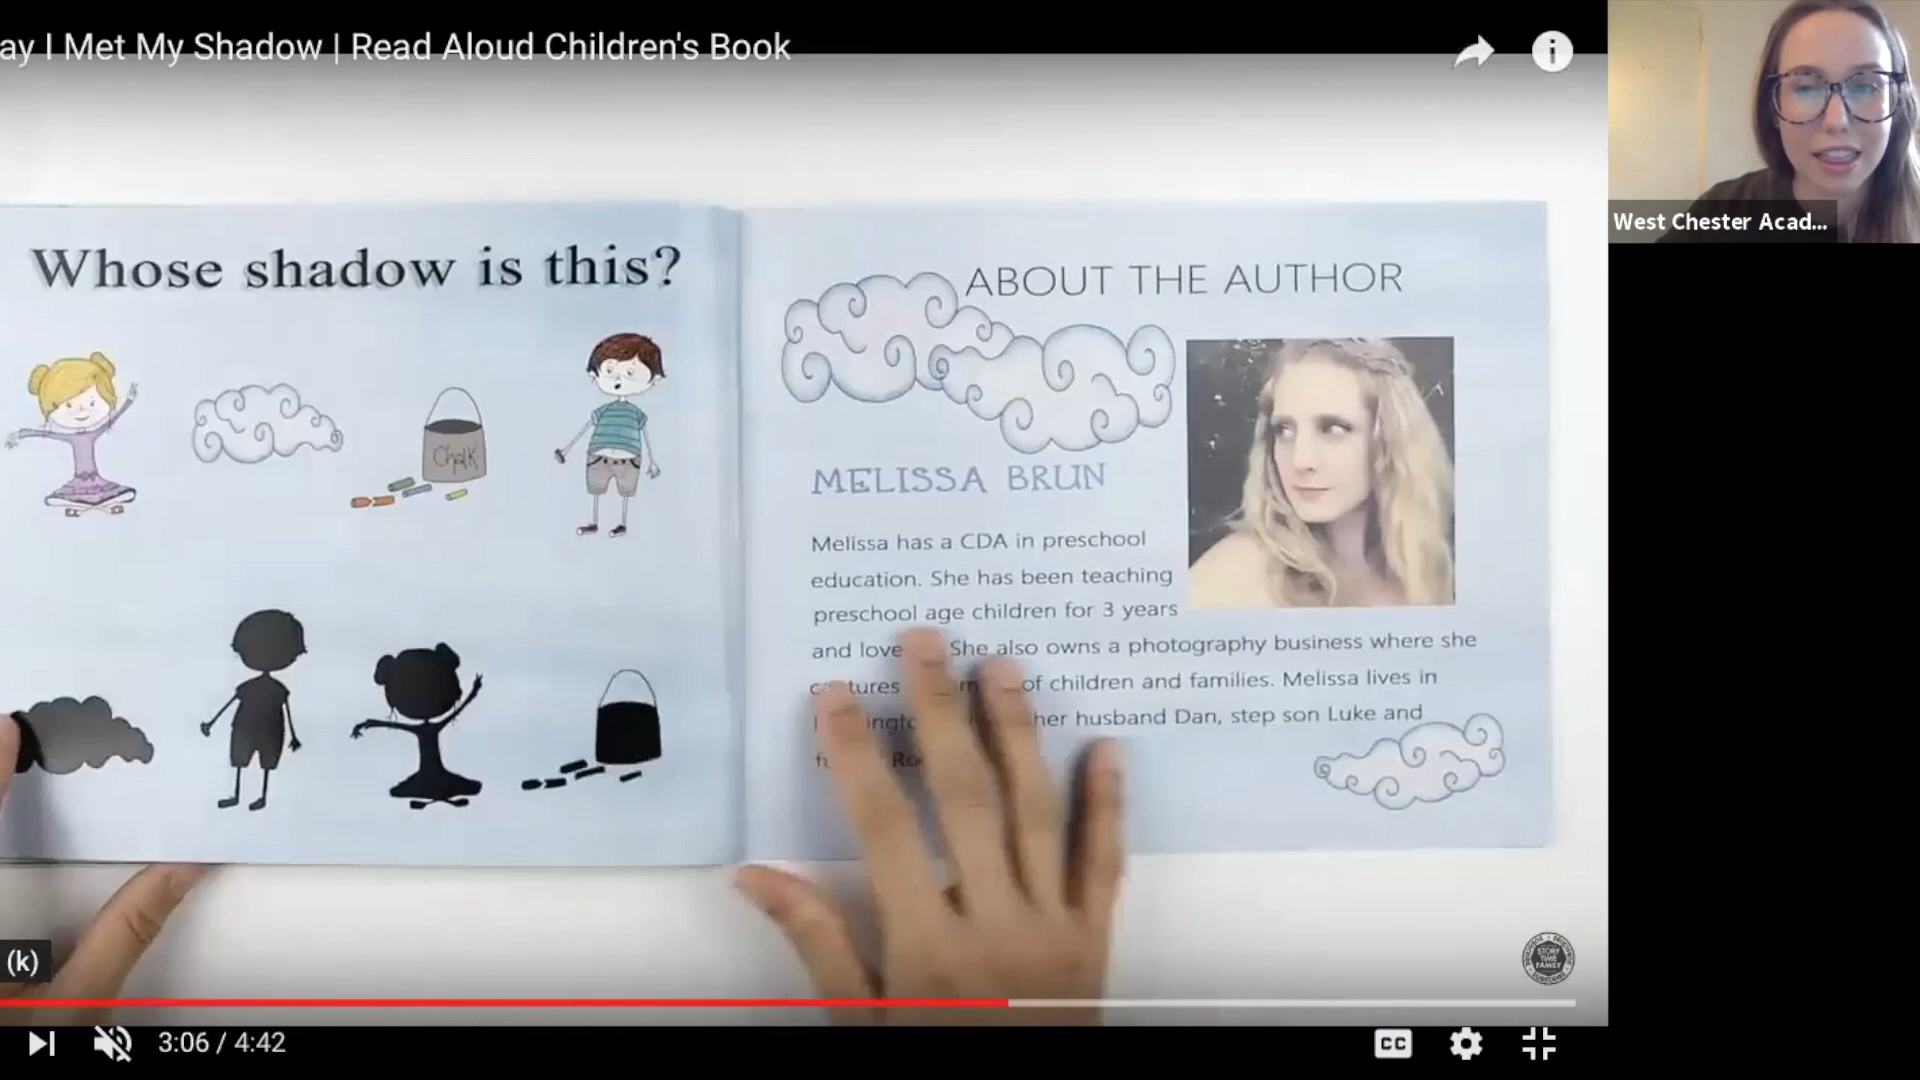 ay I Met My Shadow | Read Aloud Children's Book
West Chester Acad...
Whose shadow is this?
Chalk
ABOUT THE AUTHOR
MELISSA BRUN
Melissa has a CDA in preschool
education. She has been teaching
preschool age children for 3 years
and love She also owns a photography business where she
of children and families. Melissa lives in
her husband Dan, step son Luke and
(k)
STORY
TIME
FAMILY
3:06 / 4:42
CC